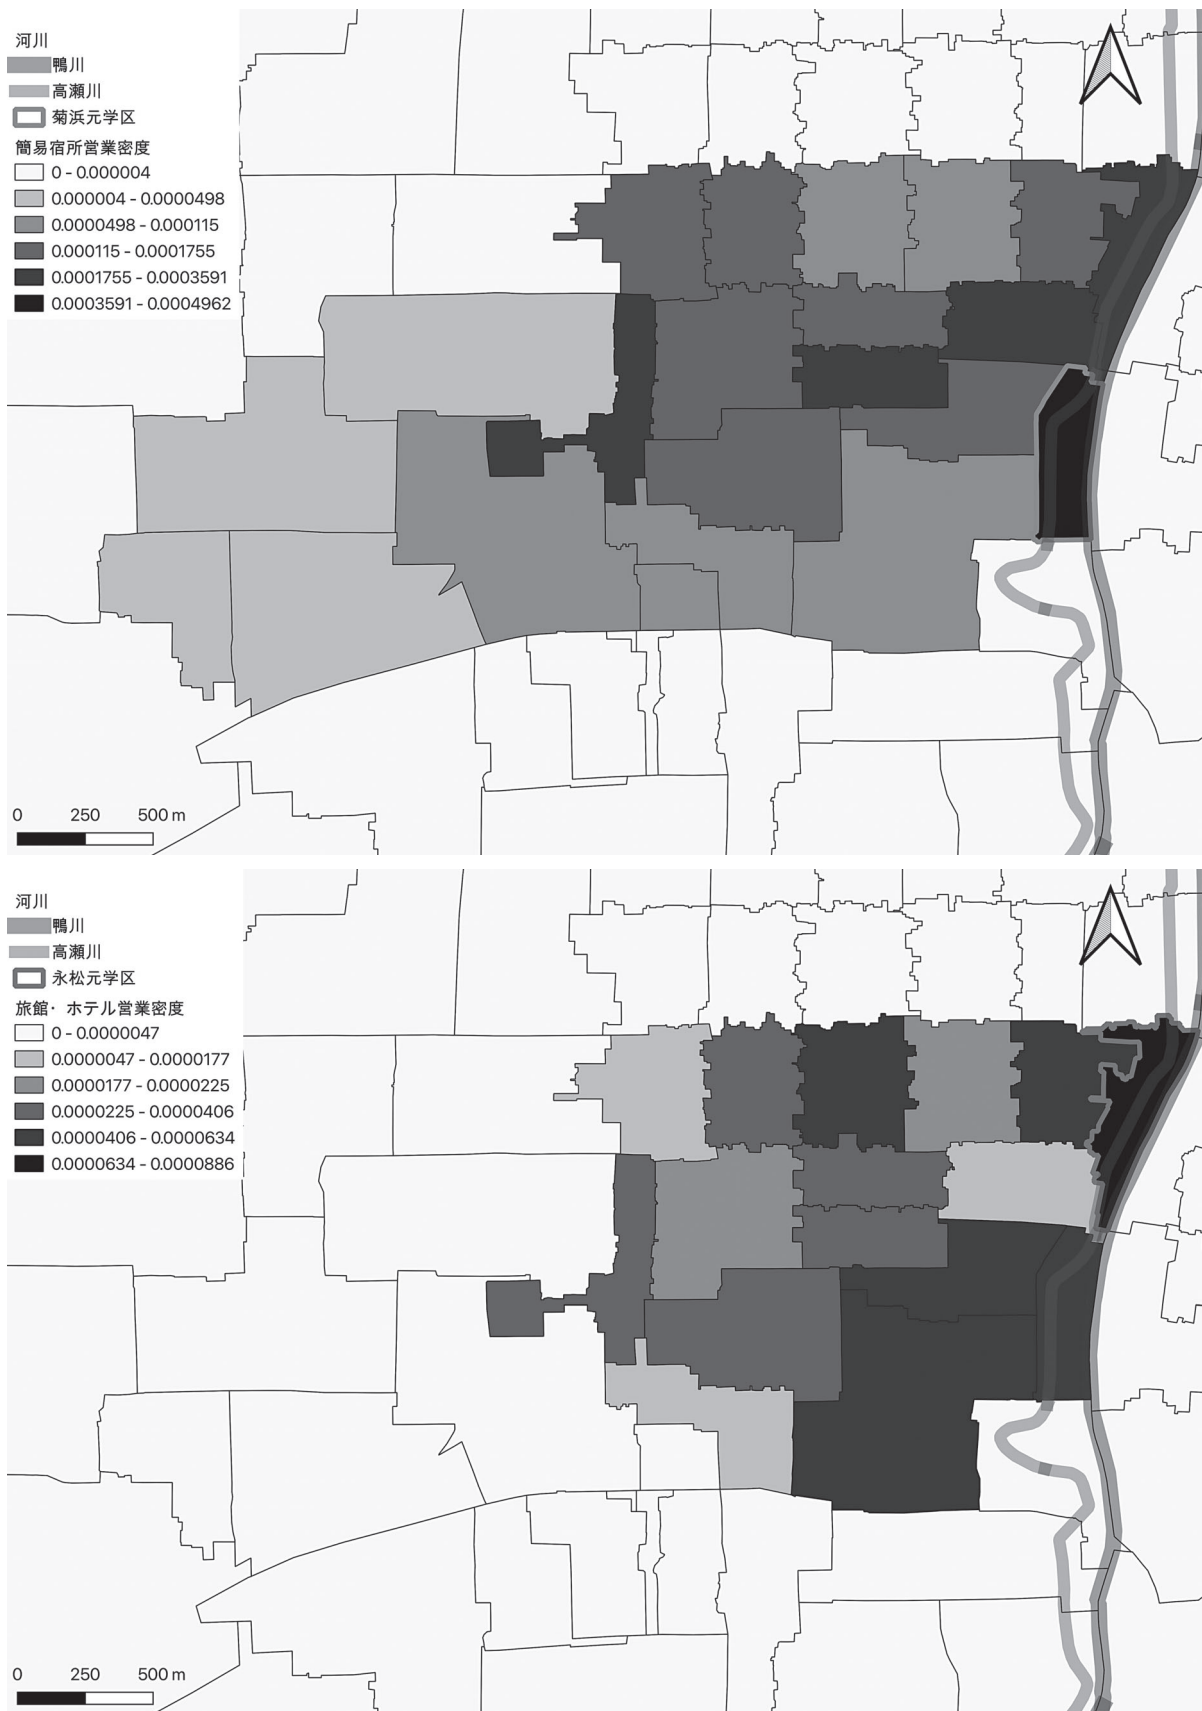 河川
鴨川
高瀬川
菊浜元学区
簡易宿所営業密度
0 - 0.000004
0.000004 - 0.0000498
0.0000498 - 0.000115
0.000115 - 0.0001755
0.0001755 - 0.0003591
0.0003591 - 0.0004962
0 250 500 m
河川
鴨川
高瀬川
永松元学区
旅館・ホテル営業密度
0 - 0.0000047
0.0000047 - 0.0000177
0.0000177 - 0.0000225
0.0000225 - 0.0000406
0.0000406 - 0.0000634
0.0000634 - 0.0000886
0 250 500 m